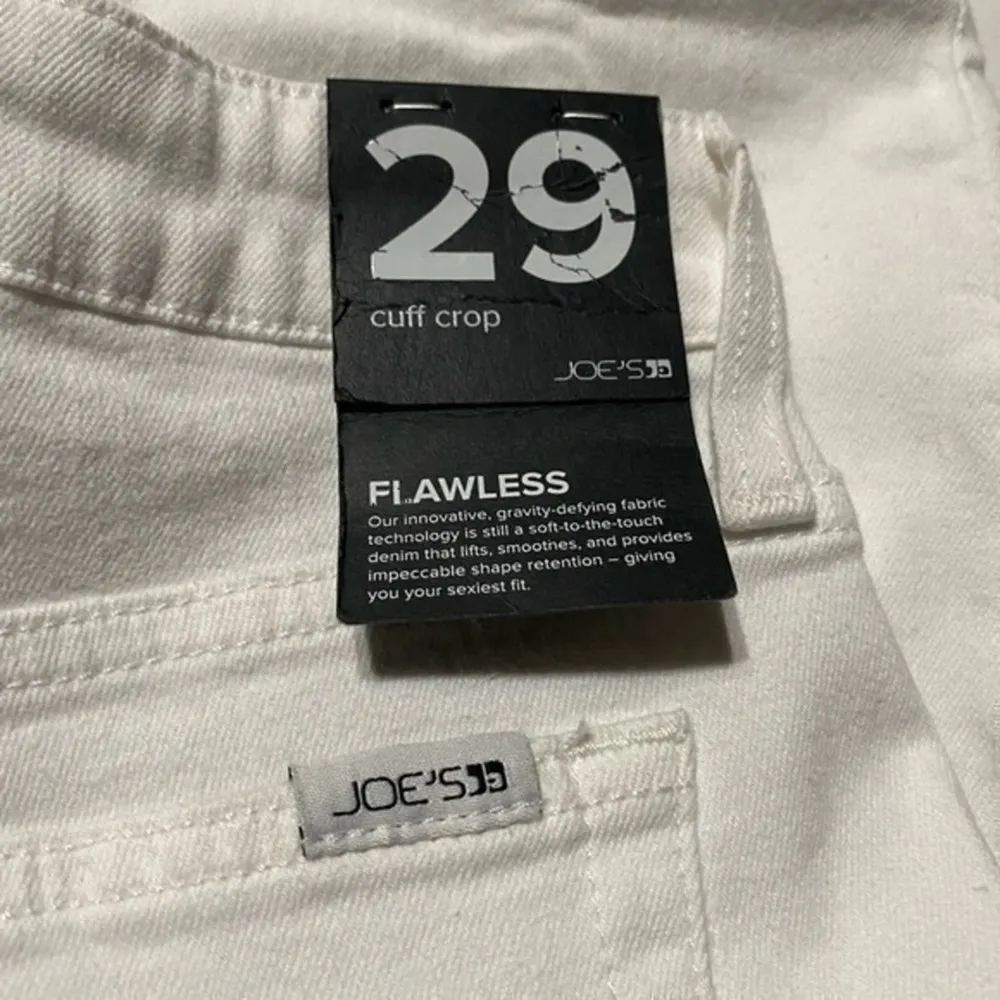 29
cuff crop
JOE'S
FLAWLESS
Our innovative, gravity-defying fabric
technology is still a soft-to-the-touch
denim that lifts, smoothes, and provides
impeccable shape retention – giving
you your sexiest fit.
JOE'S